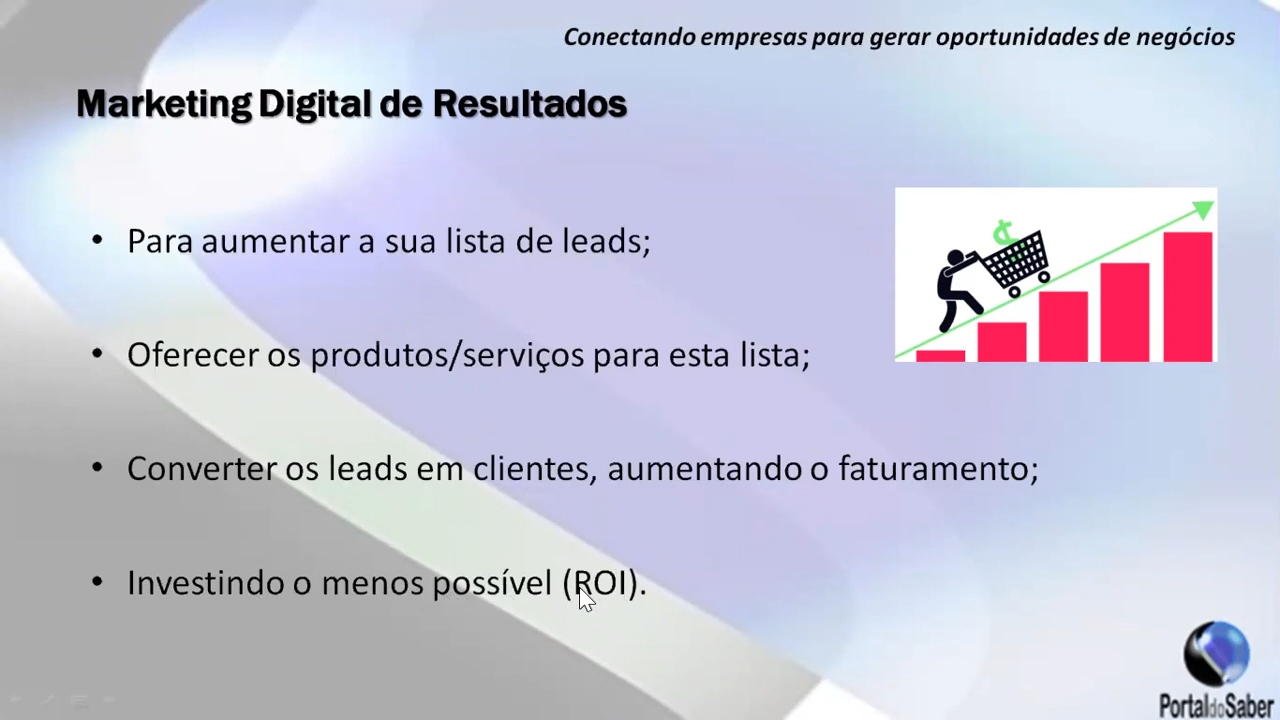 Conectando empresas para gerar oportunidades de negócios
Marketing Digital de Resultados
• Para aumentar a sua lista de leads;
• Oferecer os produtos/serviços para esta lista;
• Converter os leads em clientes, aumentando o faturamento;
• Investindo o menos possível (ROI).
$
PortaldoSaber